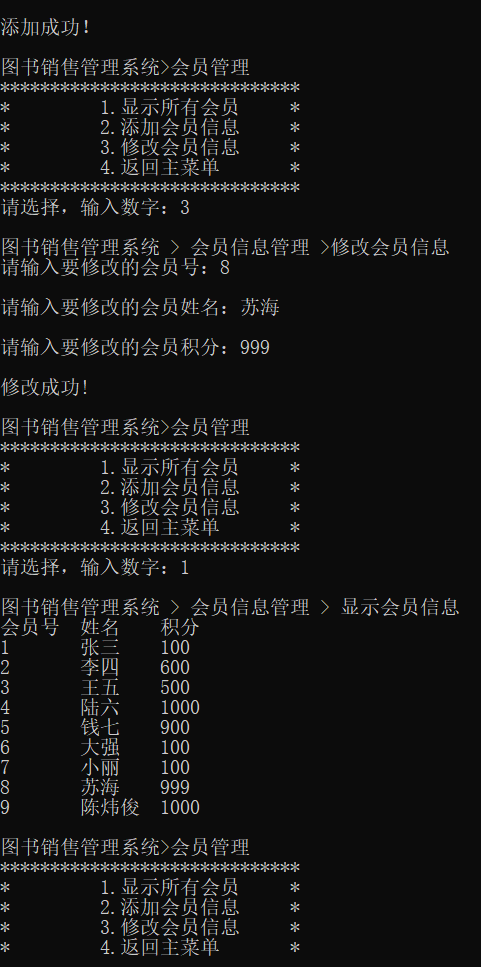 添加成功!
图书销售管理系统>会员管理
******************************
*         1.显示所有会员     *
*         2.添加会员信息     *
*         3.修改会员信息     *
*         4.返回主菜单       *
******************************
请选择，输入数字：3
图书销售管理系统 > 会员信息管理 >修改会员信息
请输入要修改的会员号：8
请输入要修改的会员姓名：苏海
请输入要修改的会员积分：999
修改成功!
图书销售管理系统>会员管理
******************************
*         1.显示所有会员     *
*         2.添加会员信息     *
*         3.修改会员信息     *
*         4.返回主菜单       *
******************************
请选择，输入数字：1
图书销售管理系统 > 会员信息管理 > 显示会员信息
会员号  姓名    积分
1       张三    100
2       李四    600
3       王五    500
4       陆六    1000
5       钱七    900
6       大强    100
7       小丽    100
8       苏海    999
9       陈炜俊  1000
图书销售管理系统>会员管理
******************************
*         1.显示所有会员     *
*         2.添加会员信息     *
*         3.修改会员信息     *
*         4.返回主菜单       *